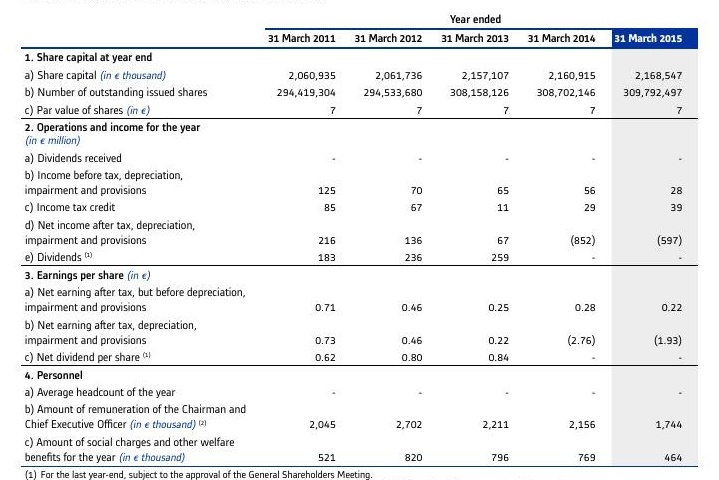 Year ended
31 March 2011 31 March 2012 31 March 2013 31 March 2014 31 March 2015
1. Share capital at year end
a) Share capital (in € thousand) 2,060,935 2,061,736 2,157,107 2,160,915 2,168,547
b) Number of outstanding issued shares 294,419,304 294,533,680 308,158,126 308,702,146 309,792,497
c) Par value of shares (in €) 7 7 7 7 7
2. Operations and income for the year
(in € million)
a) Dividends received - - - - -
b) Income before tax, depreciation,
impairment and provisions 125 70 65 56 28
c) Income tax credit 85 67 11 29 39
d) Net income after tax, depreciation,
impairment and provisions 216 136 67 (852) (597)
e) Dividends (1) 183 236 259 - -
3. Earnings per share (in €)
a) Net earning after tax, but before depreciation,
impairment and provisions 0.71 0.46 0.25 0.28 0.22
b) Net earning after tax, depreciation,
impairment and provisions 0.73 0.46 0.22 (2.76) (1.93)
c) Net dividend per share (1) 0.62 0.80 0.84 - -
4. Personnel
a) Average headcount of the year - - - - -
b) Amount of remuneration of the Chairman and
Chief Executive Officer (in € thousand) (2) 2,045 2,702 2,211 2,156 1,744
c) Amount of social charges and other welfare
benefits for the year (in € thousand) 521 820 796 769 464
(1) For the last year-end, subject to the approval of the General Shareholders Meeting.